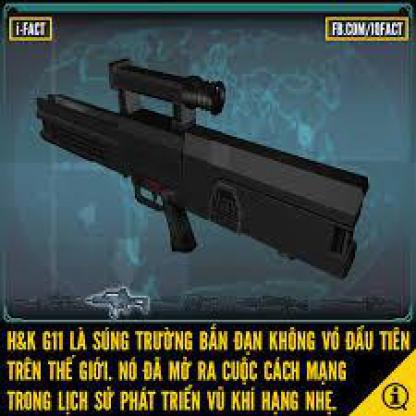 i-FACT
FB.COM/IOFACT
H&K G11 LÀ SÚNG TRƯỜNG BẮN ĐẠN KHÔNG VỎ ĐẦU TIÊN
TRÊN THẾ GIỚI. NÓ ĐÃ MỞ RA CUỘC CÁCH MẠNG
TRONG LỊCH SỬ PHÁT TRIỂN VŨ KHÍ HẠNG NHẸ.